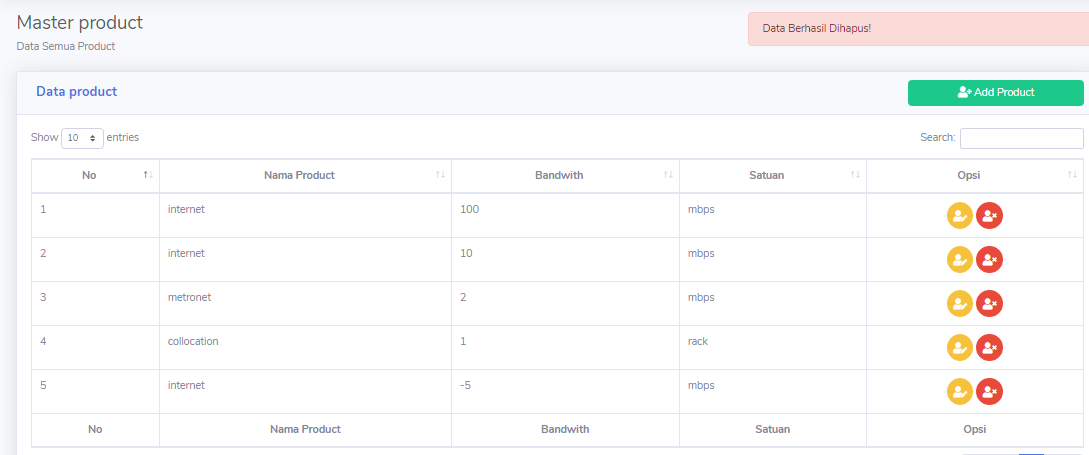 Master product
Data Berhasil Dihapus!
Data Semua Product
Data product
Add Product
Show 10 entries
Search:
No Nama Product Bandwith Satuan Opsi
1 internet 100 mbps
2 internet 10 mbps
3 metronet 2 mbps
4 collocation 1 rack
5 internet -5 mbps
No Nama Product Bandwith Satuan Opsi